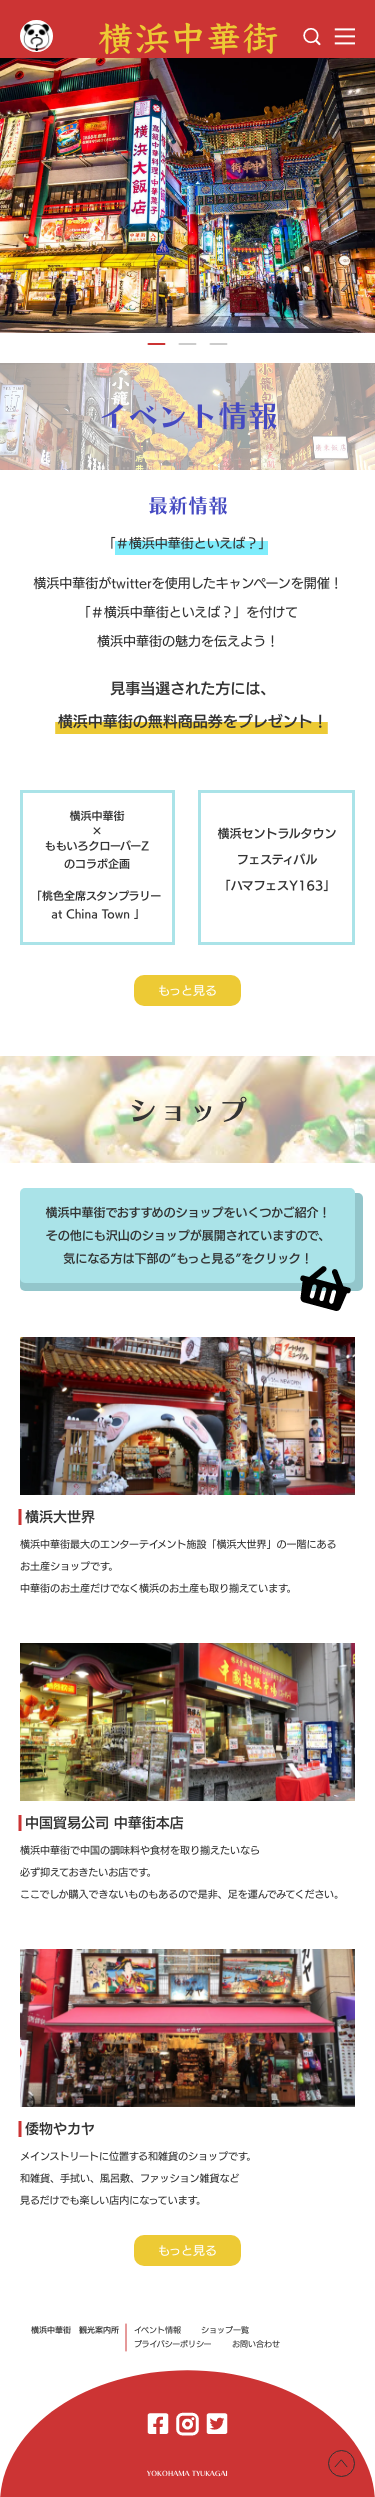 横浜中華街
横浜大飯店
イベント情報
最新情報
「＃横浜中華街といえば？」
横浜中華街がtwitterを使用したキャンペーンを開催！
「＃横浜中華街といえば？」を付けて
横浜中華街の魅力を伝えよう！
見事当選された方には、
横浜中華街の無料商品券をプレゼント！
横浜中華街
×
ももいろクローバーZ
のコラボ企画
「桃色全席スタンプラリー
at China Town 」
横浜セントラルタウン
フェスティバル
「ハマフェスY163」
もっと見る
ショップ
横浜中華街でおすすめのショップをいくつかご紹介！
その他にも沢山のショップが展開されていますので、
気になる方は下部の”もっと見る”をクリック！
横浜大世界
横浜中華街最大のエンターテイメント施設「横浜大世界」の一階にある
お土産ショップです。
中華街のお土産だけでなく横浜のお土産も取り揃えています。
中国貿易公司 中華街本店
横浜中華街で中国の調味料や食材を取り揃えたいなら
必ず抑えておきたいお店です。
ここでしか購入できないものもあるので是非、足を運んでみてください。
倭物やカヤ
メインストリートに位置する和雑貨のショップです。
和雑貨、手拭い、風呂敷、ファッション雑貨など
見るだけでも楽しい店内になっています。
もっと見る
横浜中華街　観光案内所
イベント情報　ショップ一覧
プライバシーポリシー　お問い合わせ
YOKOHAMA TYUKAGAI